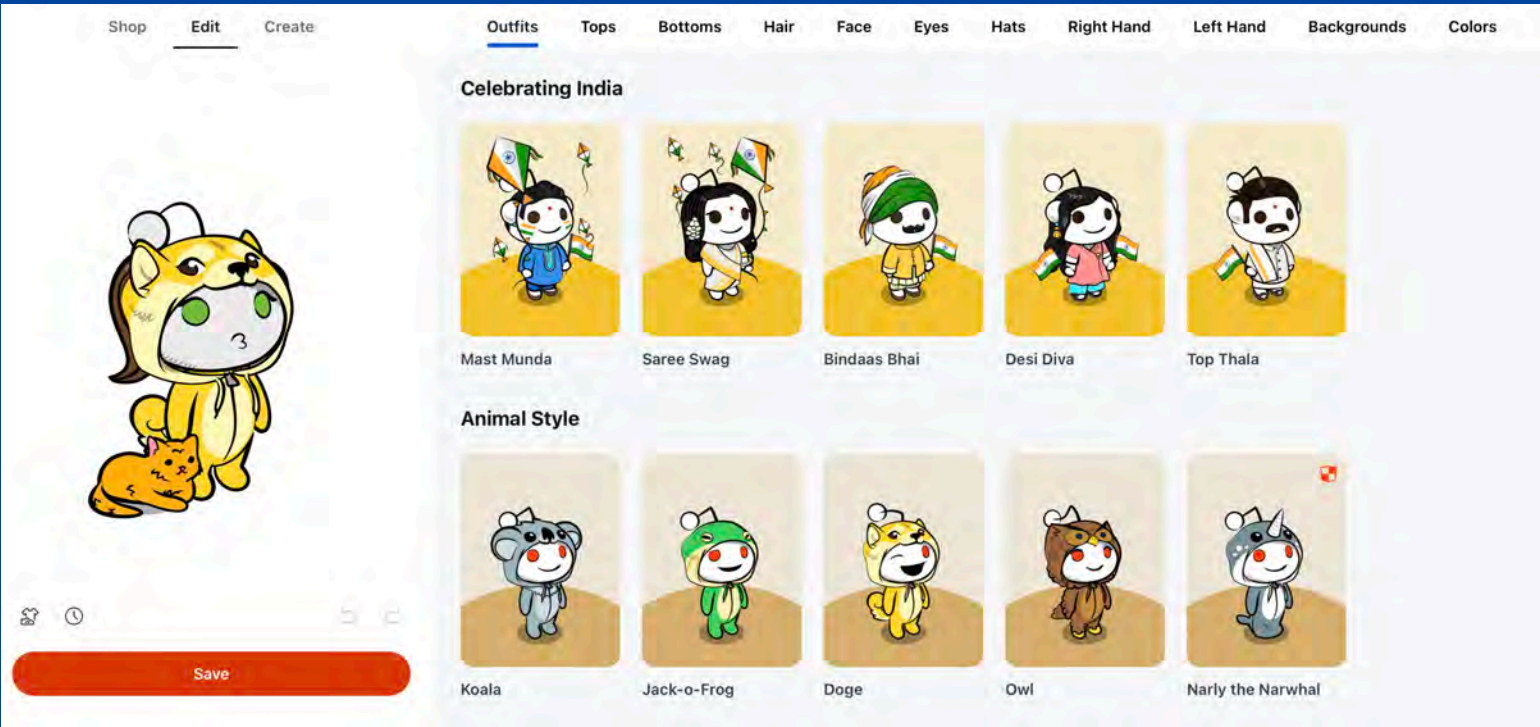 Shop Edit Create
Outfits Tops Bottoms Hair Face Eyes Hats Right Hand Left Hand Backgrounds Colors
Celebrating India
Mast Munda Saree Swag Bindaas Bhai Desi Diva Top Thala
Animal Style
Koala Jack-o-Frog Doge Owl Narly the Narwhal
Save